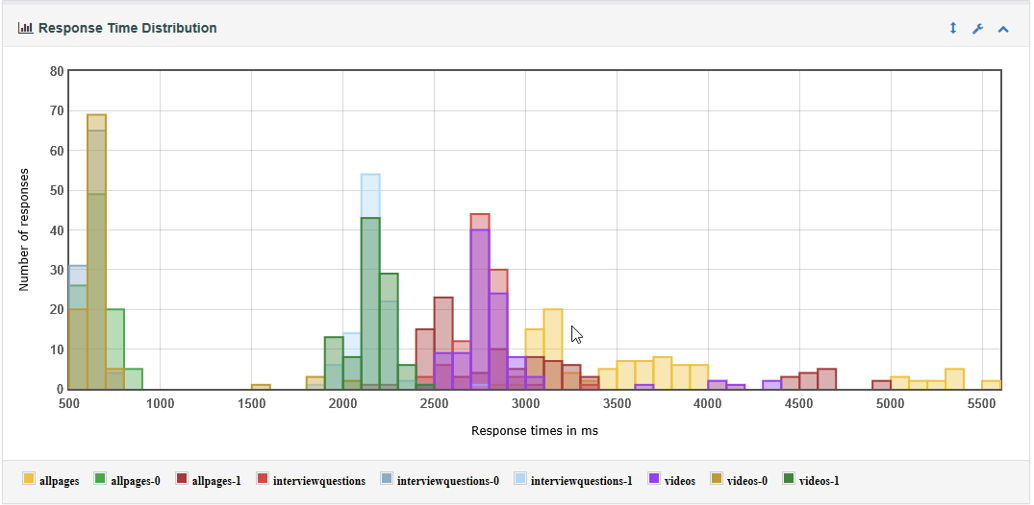 Response Time Distribution
80
70
60
50
40
30
20
10
0
Number of responses
500 1000 1500 2000 2500 3000 3500 4000 4500 5000 5500
Response times in ms
allpages allpages-0 allpages-1 interviewquestions interviewquestions-0 interviewquestions-1 videos videos-0 videos-1